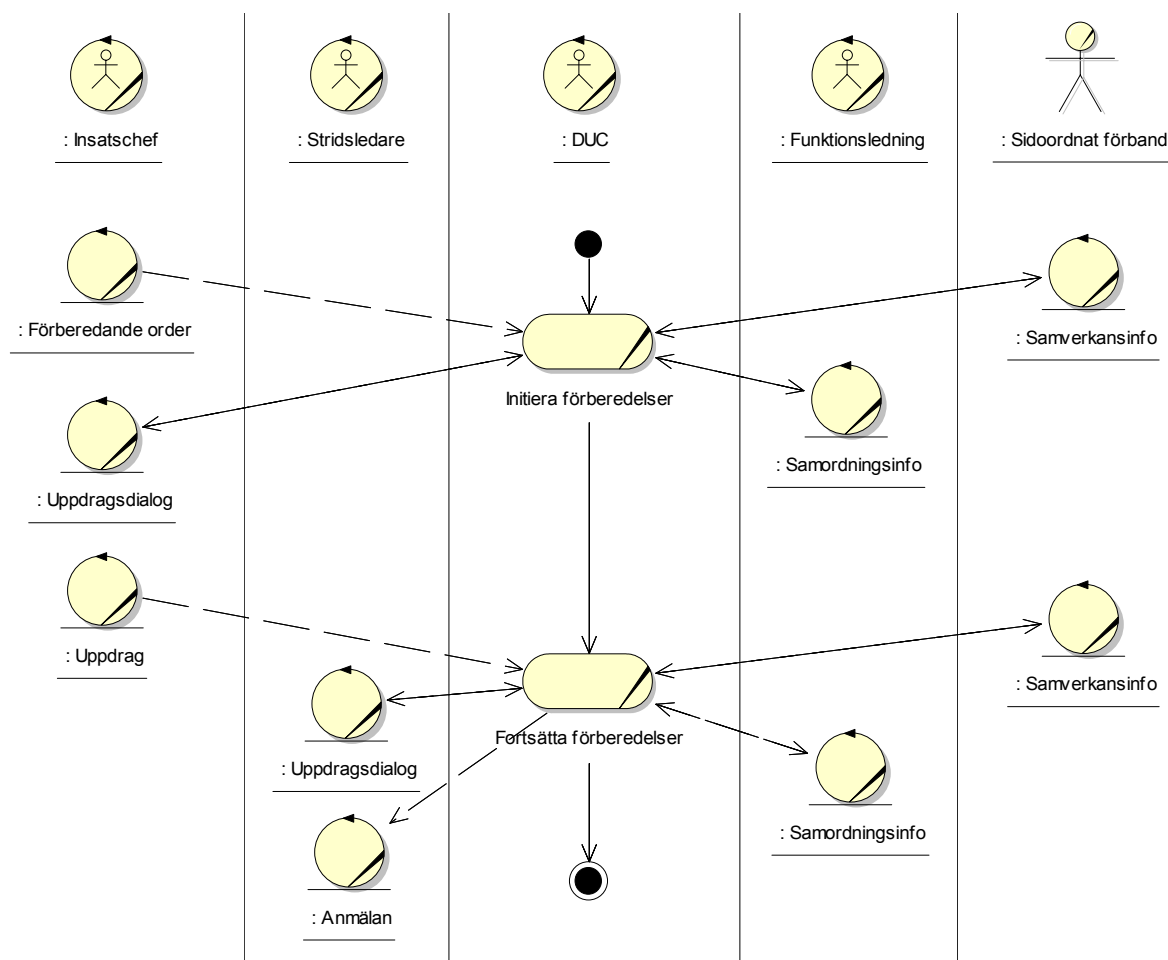 : Insatschef
: Stridsledare
: DUC
: Funktionsledning
: Sidoordnat förband
: Förberedande order
: Samverkansinfo
Initiera förberedelser
: Samordningsinfo
: Uppdragsdialog
: Uppdrag
: Samverkansinfo
Fortsätta förberedelser
: Uppdragsdialog
: Samordningsinfo
: Anmälan